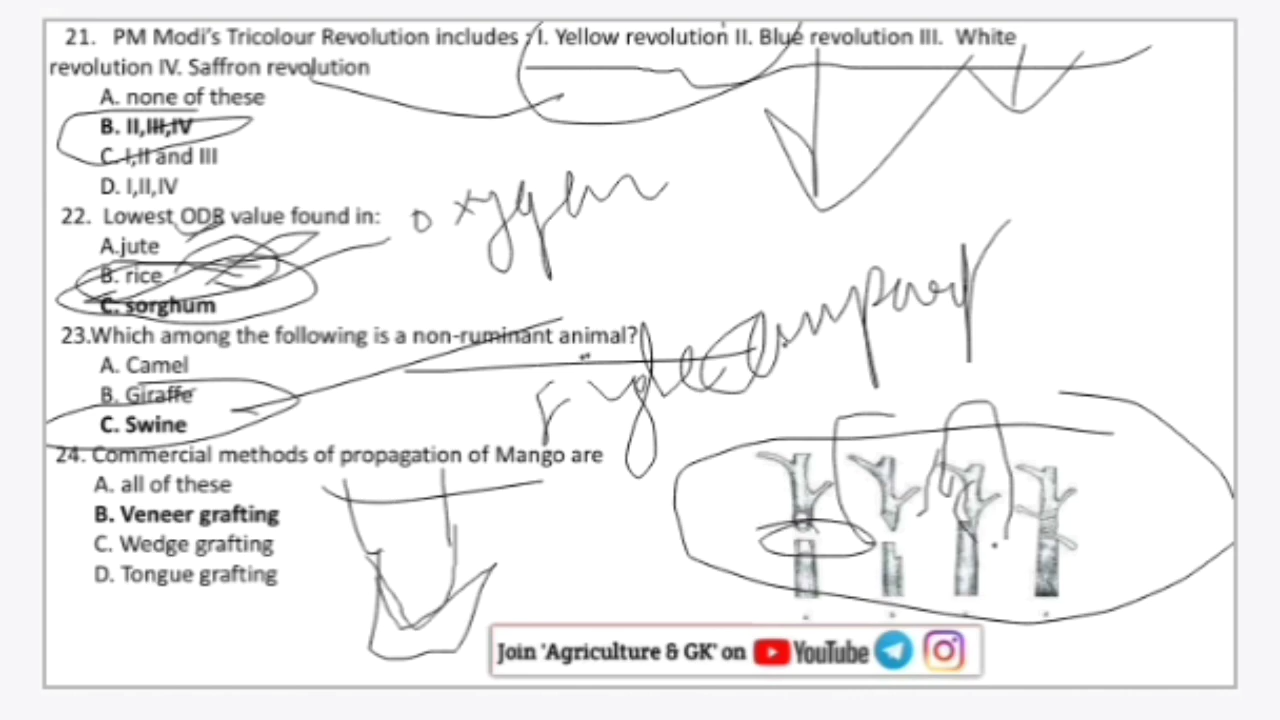 21. PM Modi's Tricolour Revolution includes : I. Yellow revolution II. Blue revolution III. White
revolution IV. Saffron revolution
A. none of these
B. II,III,IV
C. I,II and III
D. I,II,IV
22. Lowest ODB value found in:
A.jute
B. rice
C. sorghum
oxygen
23.Which among the following is a non-ruminant animal?
A. Camel
B. Giraffe
C. Swine
24. Commercial methods of propagation of Mango are
A. all of these
B. Veneer grafting
C. Wedge grafting
D. Tongue grafting
Join 'Agriculture & GK' on YouTube